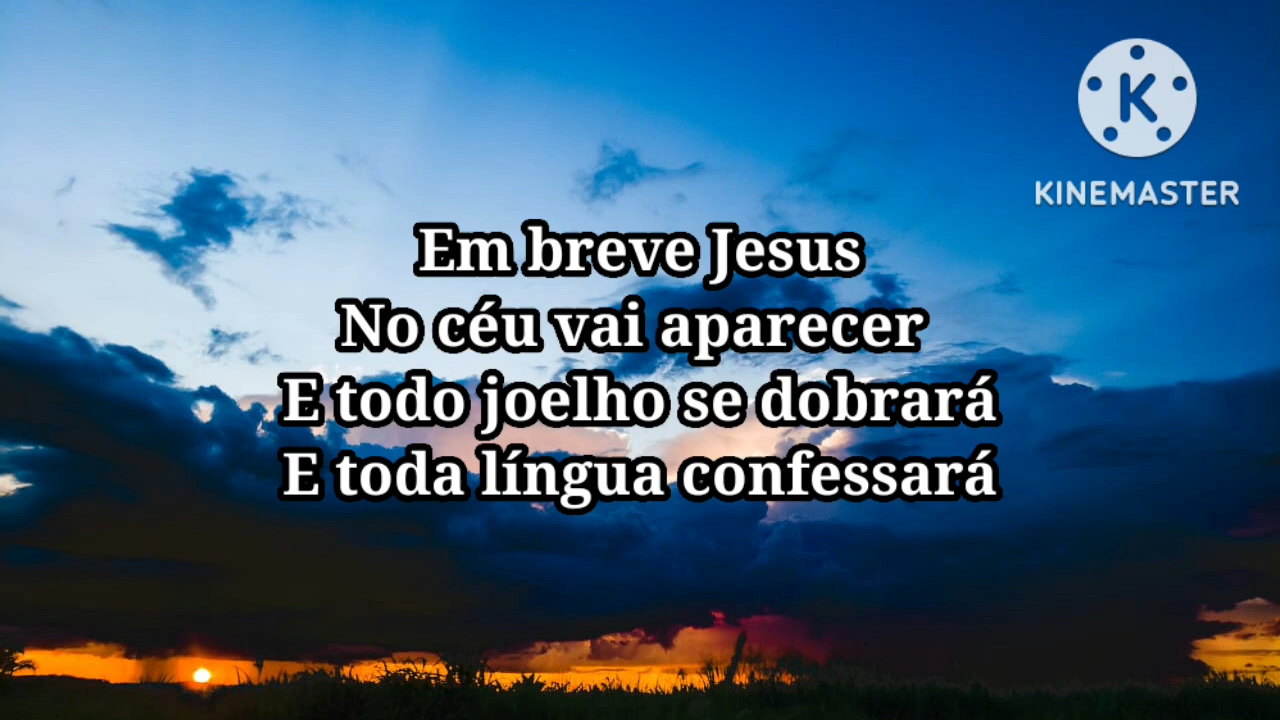 K
KINEMASTER
Em breve Jesus
No céu vai aparecer
E todo joelho se dobrará
E toda língua confessará